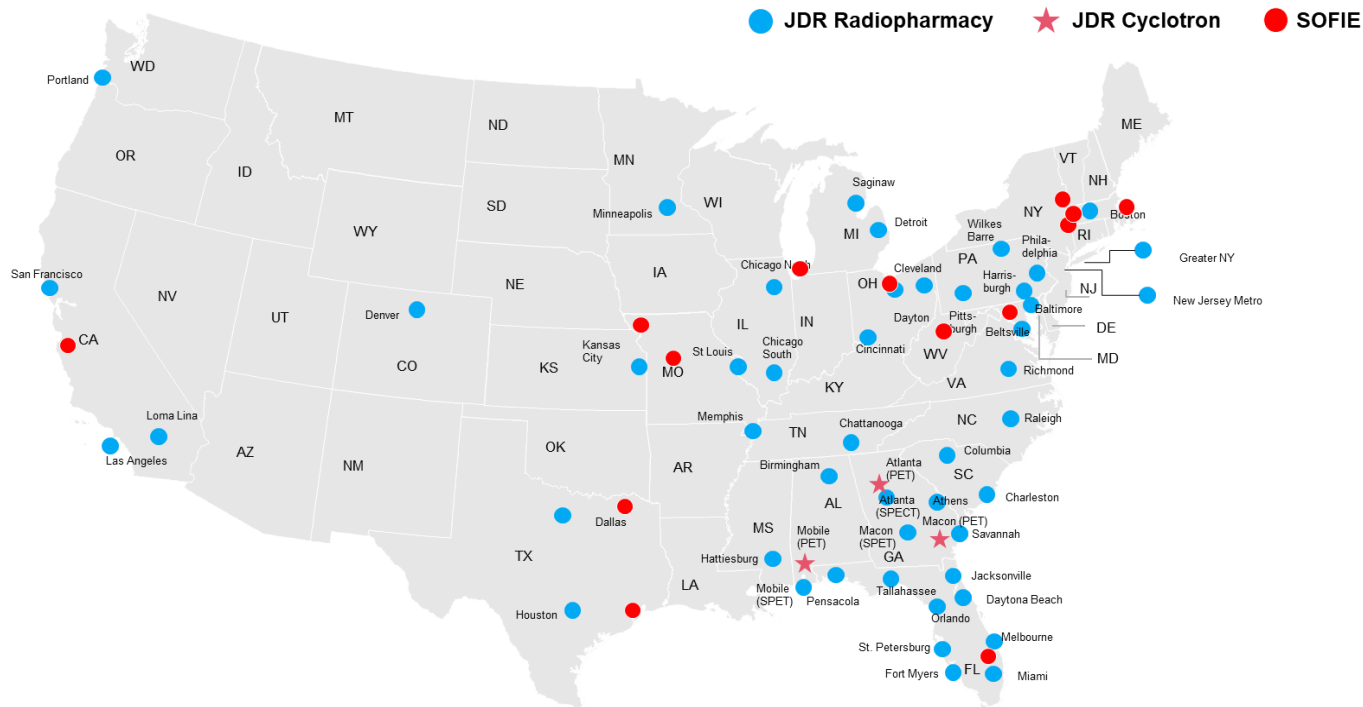 JDR Radiopharmacy
JDR Cyclotron
SOFIE
WD
Portland
MT
ND
ME
OR
ID
MN
VT
NH
Saginaw
Minneapolis
WI
SD
NY
Boston
WY
MI
Detroit
Wilkes
Barre
Phila-
delphia
RI
Greater NY
San Francisco
IA
Chicago North
Cleveland
PA
NE
OH
Harris-
burgh
NJ
New Jersey Metro
NV
UT
Denver
IL
IN
Dayton
Pitts-
burgh
Baltimore
Beltsville
DE
CA
Kansas
City
St Louis
Chicago
South
Cincinnati
WV
MD
CO
KS
MO
Richmond
KY
VA
Loma Lina
Las Angeles
Memphis
TN
Chattanooga
NC
Raleigh
AZ
NM
OK
AR
Birmingham
Atlanta
(PET)
Columbia
SC
AL
Atlanta
(SPECT)
Athens
Charleston
Dallas
MS
Mobile
(PET)
Macon
(SPET)
Macon (PET)
Savannah
TX
Hattiesburg
GA
LA
Mobile
(SPET)
Pensacola
Tallahassee
Jacksonville
Daytona Beach
Houston
Orlando
Melbourne
St. Petersburg
Fort Myers
FL
Miami